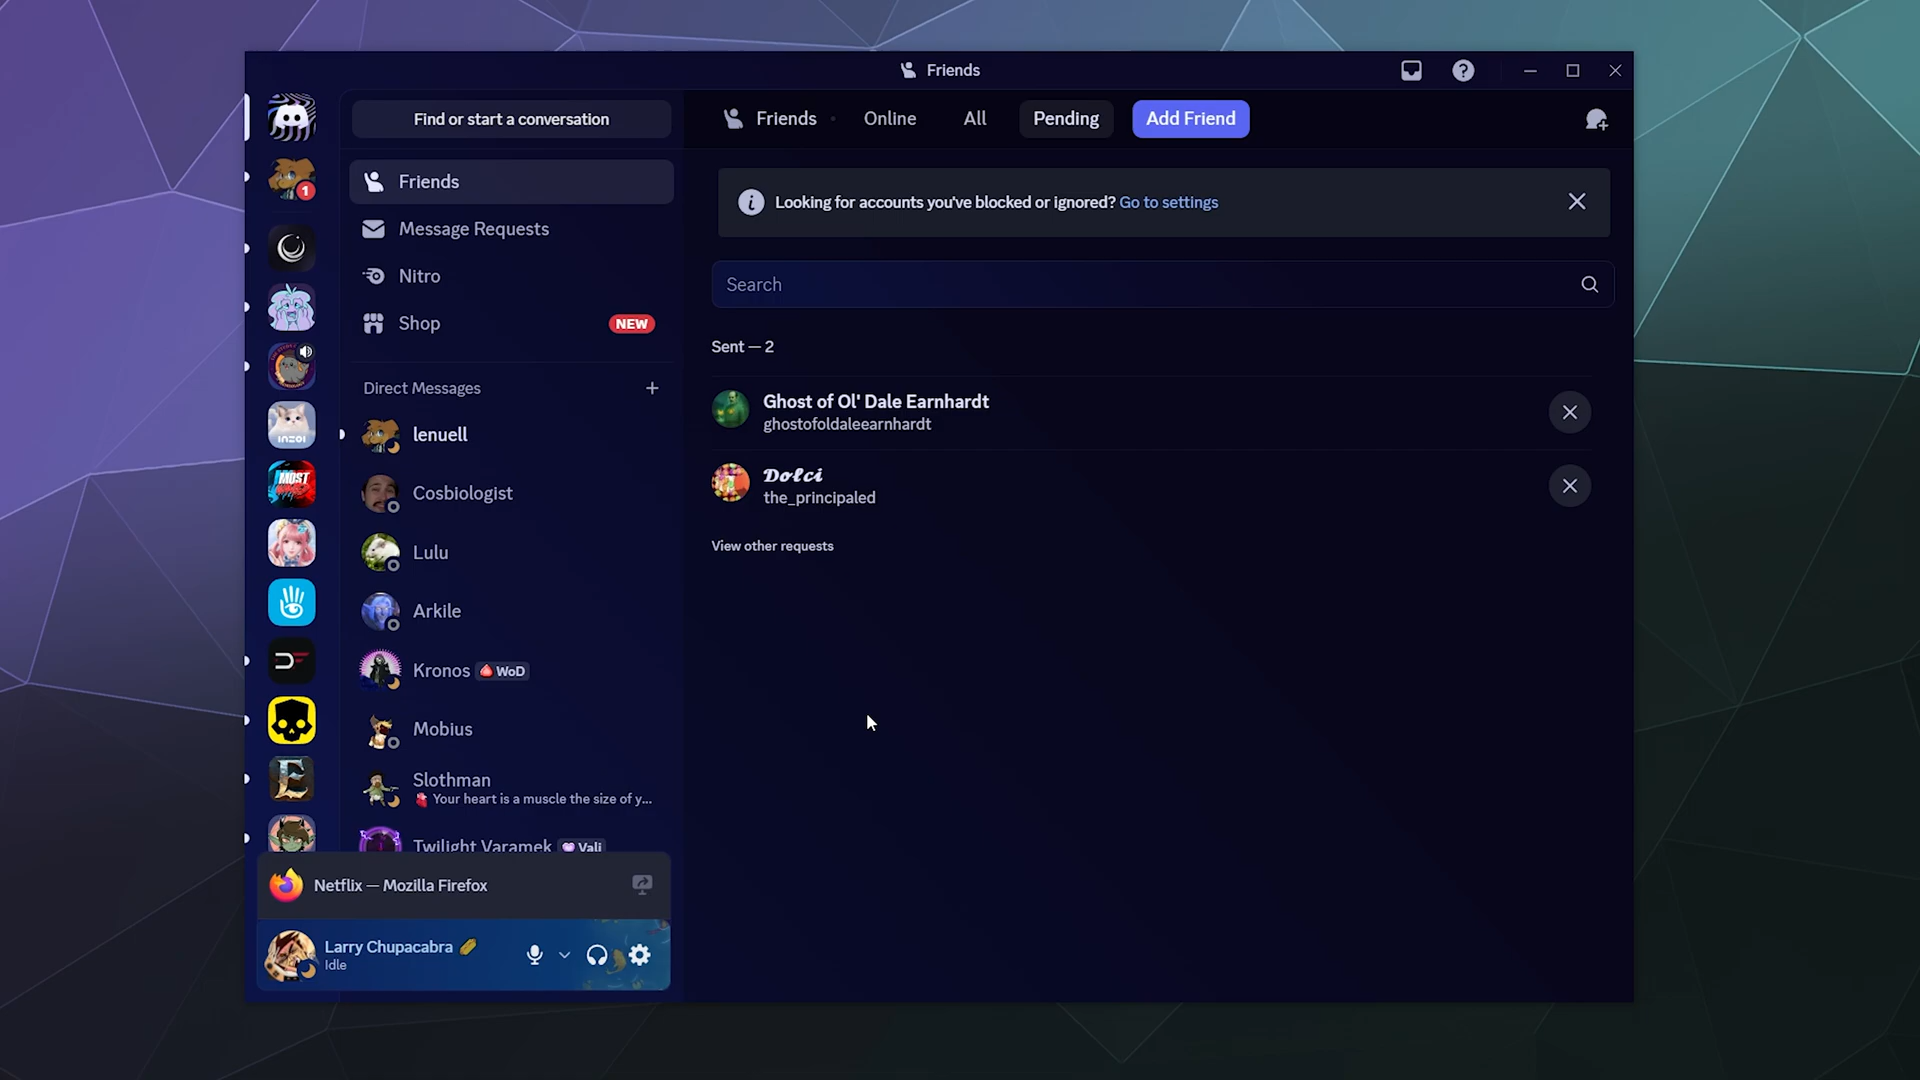 Friends
Find or start a conversation
Friends
Online
All
Pending
Add Friend
1
Friends
Message Requests
Nitro
Shop
NEW
Looking for accounts you've blocked or ignored? Go to settings
Search
Sent — 2
Ghost of Ol' Dale Earnhardt
ghostofoldaleearnhardt
𝓓𝓸𝓵𝓬𝓲
the_principaled
View other requests
Direct Messages
lenuell
Cosbiologist
Lulu
Arkile
Kronos WoD
Mobius
Slothman
Your heart is a muscle the size of y...
Twilight Varamek Vali
INZOI
MOST
E
Netflix — Mozilla Firefox
Larry Chupacabra
Idle